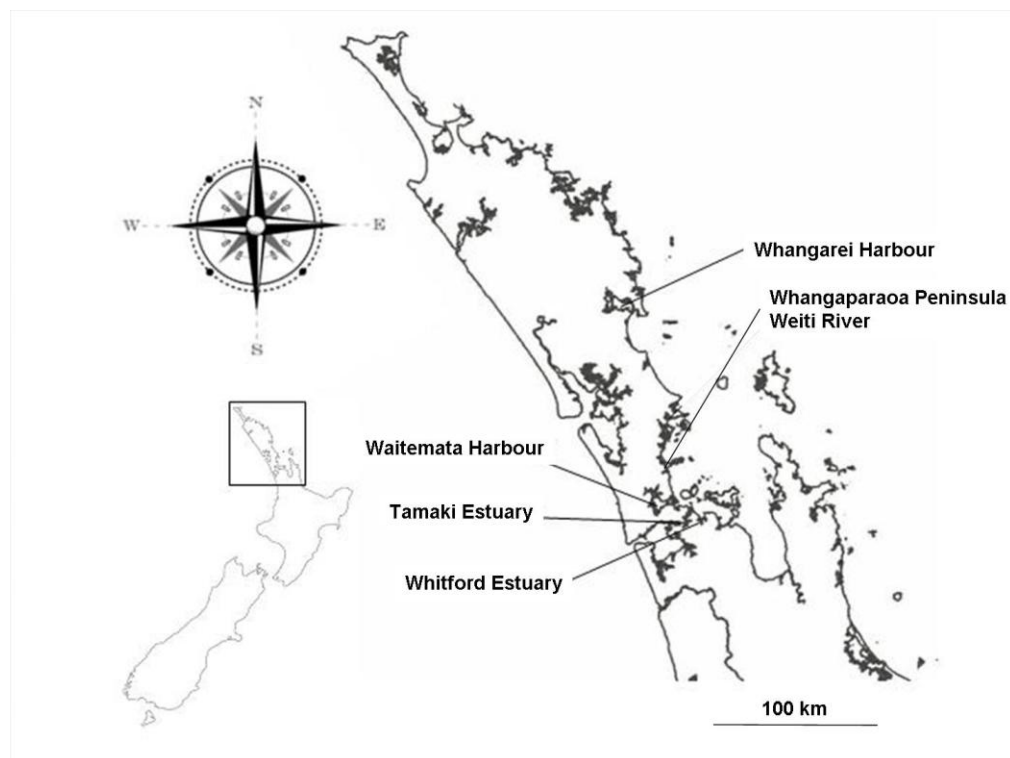 N
W
E
S
Whangarei Harbour
Whangaparaoa Peninsula
Weiti River
Waitemata Harbour
Tamaki Estuary
Whitford Estuary
100 km